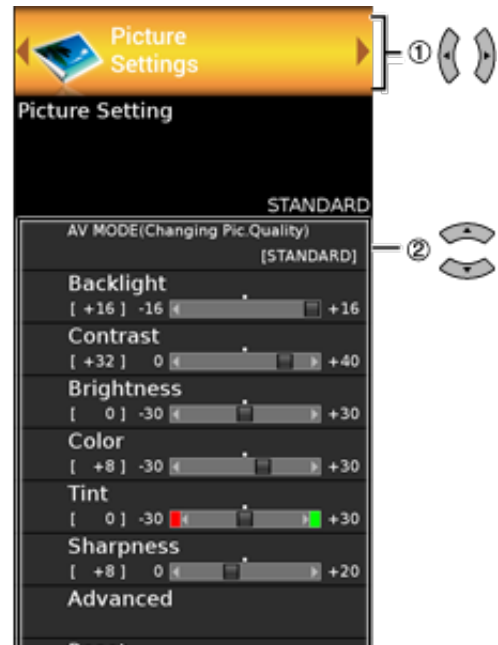 Picture
Settings
①
Picture Setting
STANDARD
AV MODE(Changing Pic.Quality)
②
[STANDARD]
Backlight
[ +16 ] -16 +16
Contrast
[ +32 ] 0 +40
Brightness
[ 0 ] -30 +30
Color
[ +8 ] -30 +30
Tint
[ 0 ] -30 +30
Sharpness
[ +8 ] 0 +20
Advanced